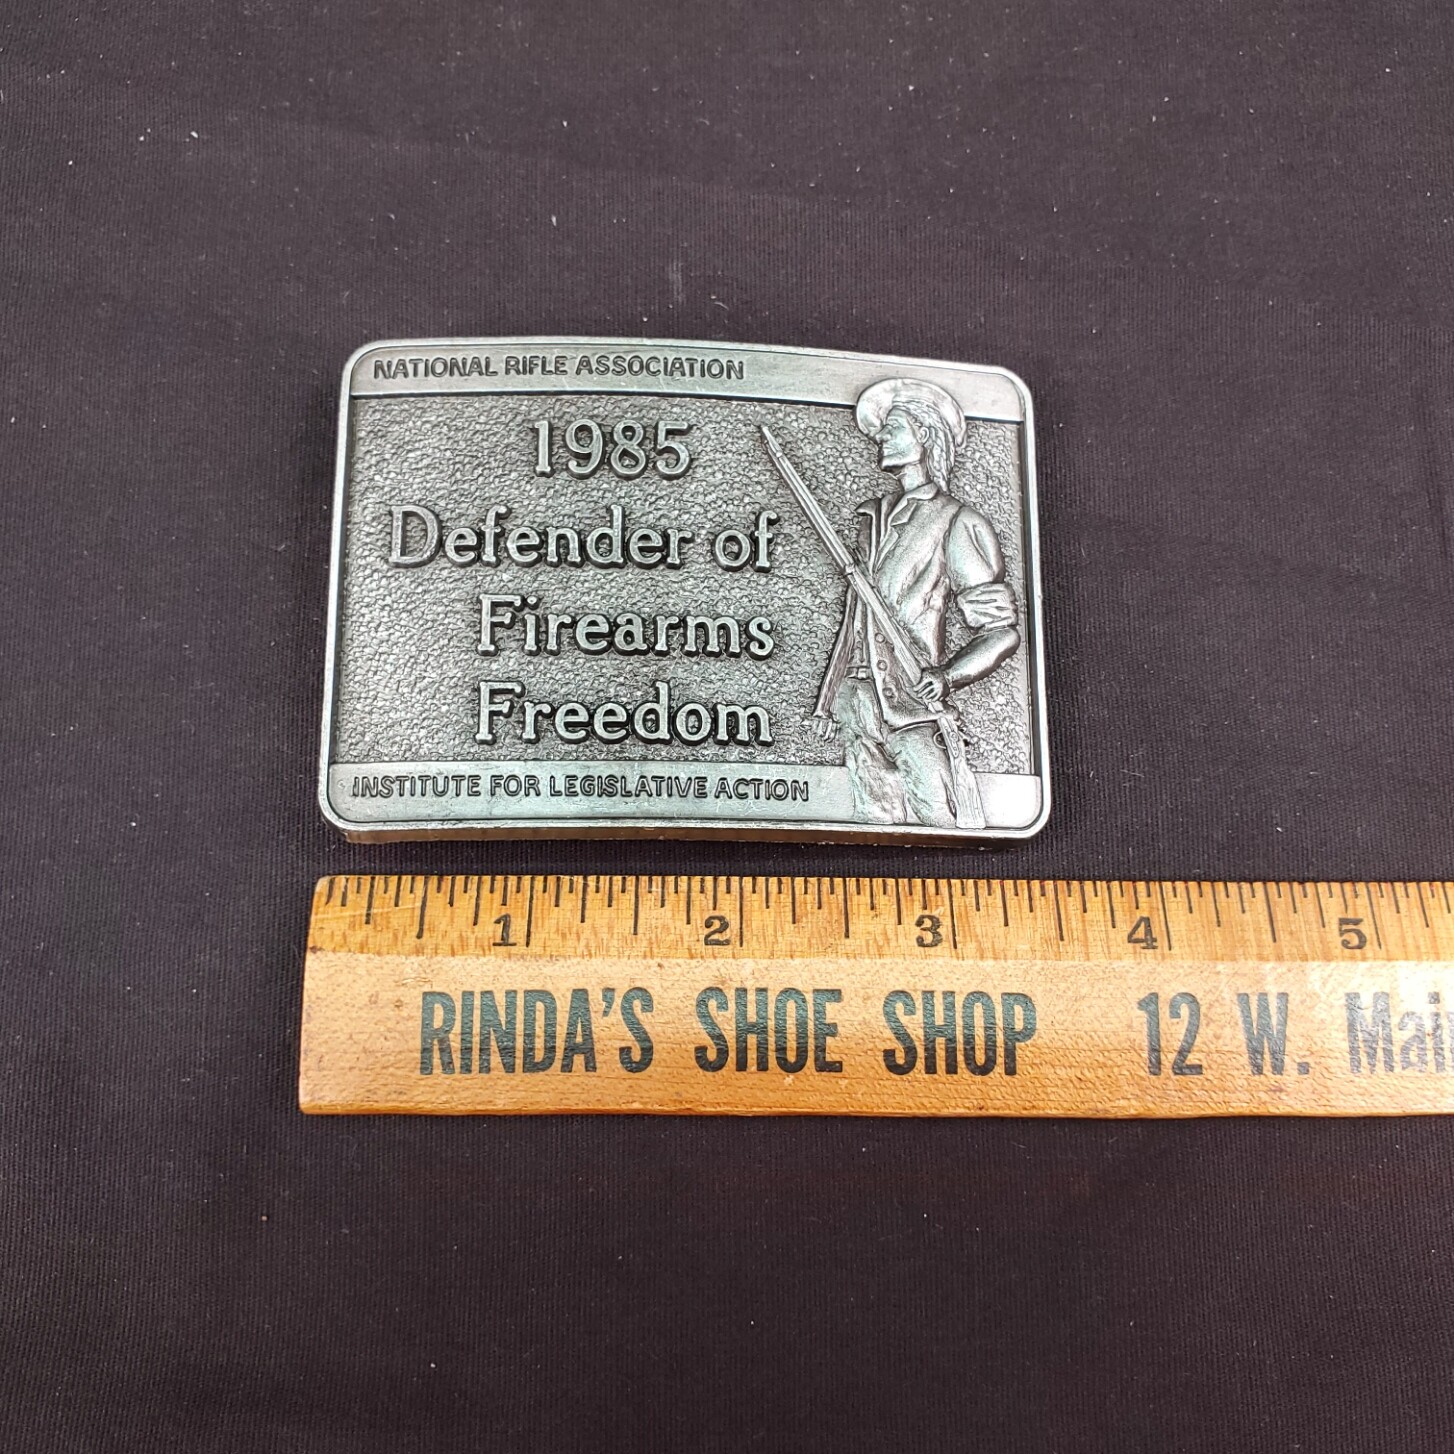 NATIONAL RIFLE ASSOCIATION
1985
Defender of
Firearms
Freedom
INSTITUTE FOR LEGISLATIVE ACTION
1 2 3 4 5
RINDA'S SHOE SHOP 12 W. Mai